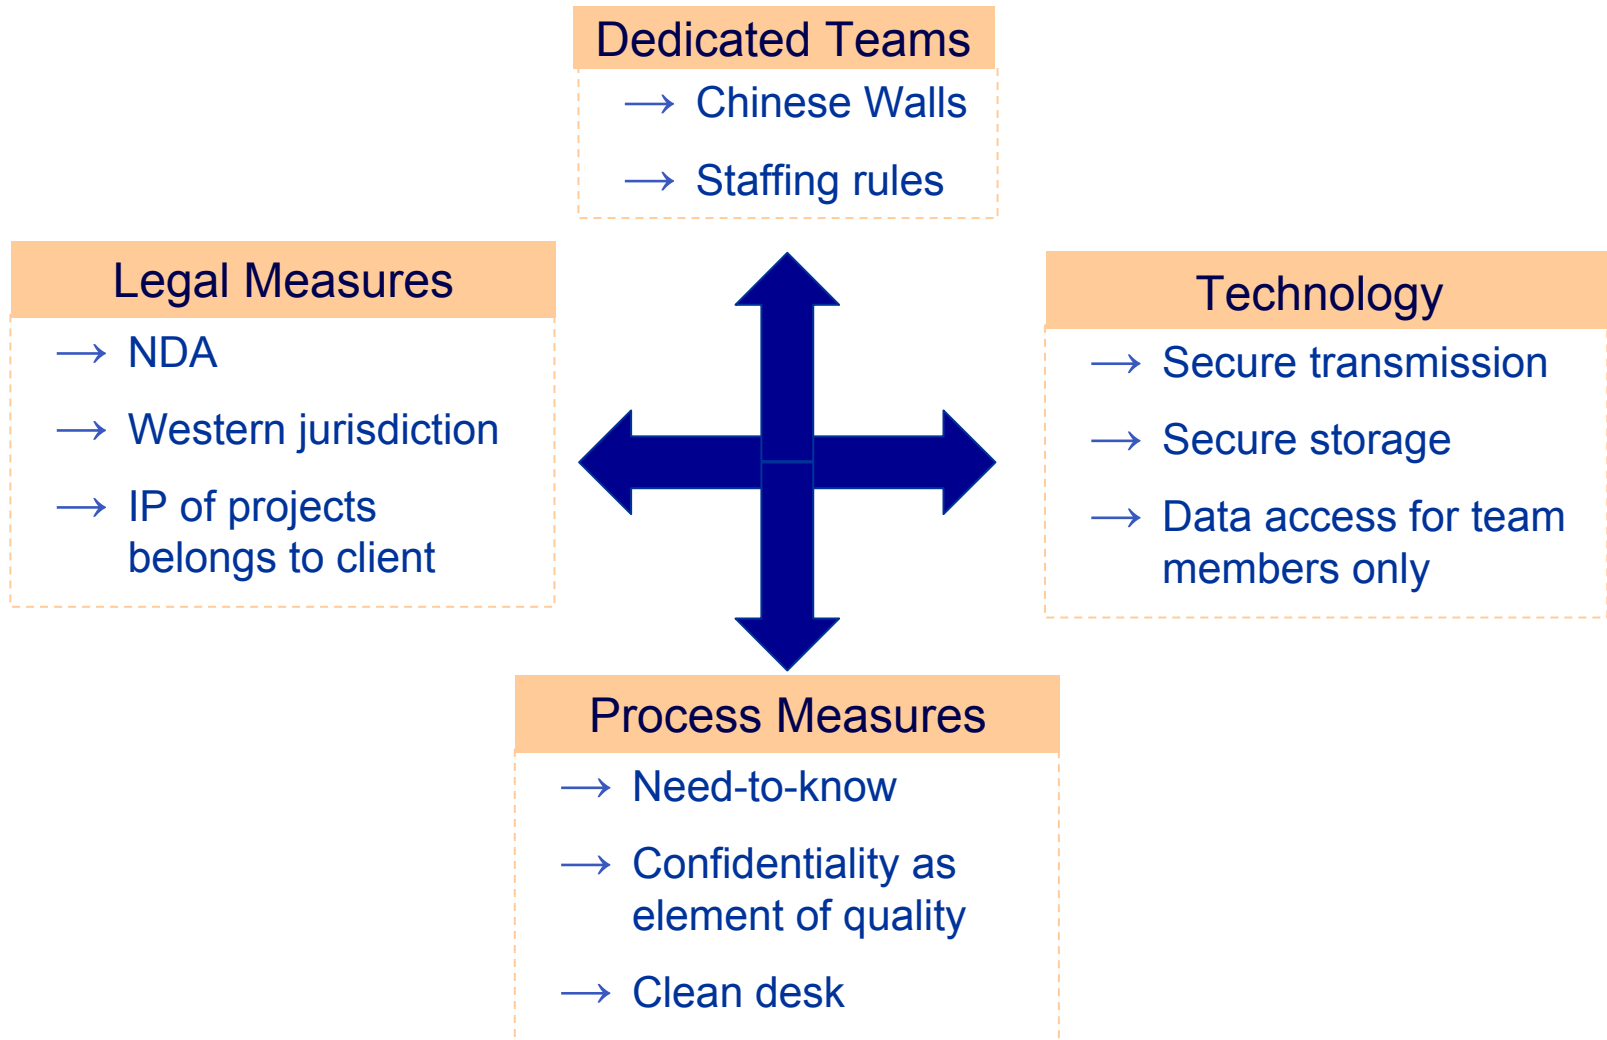 Dedicated Teams
→ Chinese Walls
→ Staffing rules
Legal Measures
→ NDA
→ Western jurisdiction
→ IP of projects
belongs to client
Technology
→ Secure transmission
→ Secure storage
→ Data access for team
members only
Process Measures
→ Need-to-know
→ Confidentiality as
element of quality
→ Clean desk